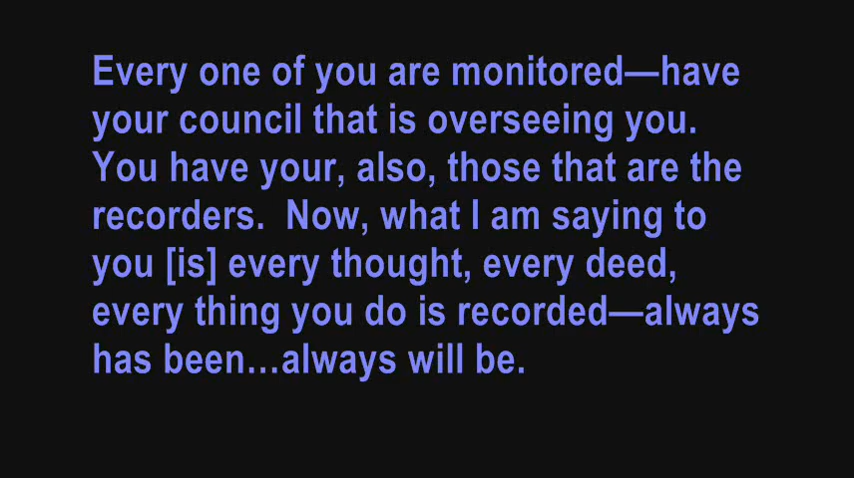 Every one of you are monitored—have
your council that is overseeing you.
You have your, also, those that are the
recorders.  Now, what I am saying to
you [is] every thought, every deed,
every thing you do is recorded—always
has been…always will be.